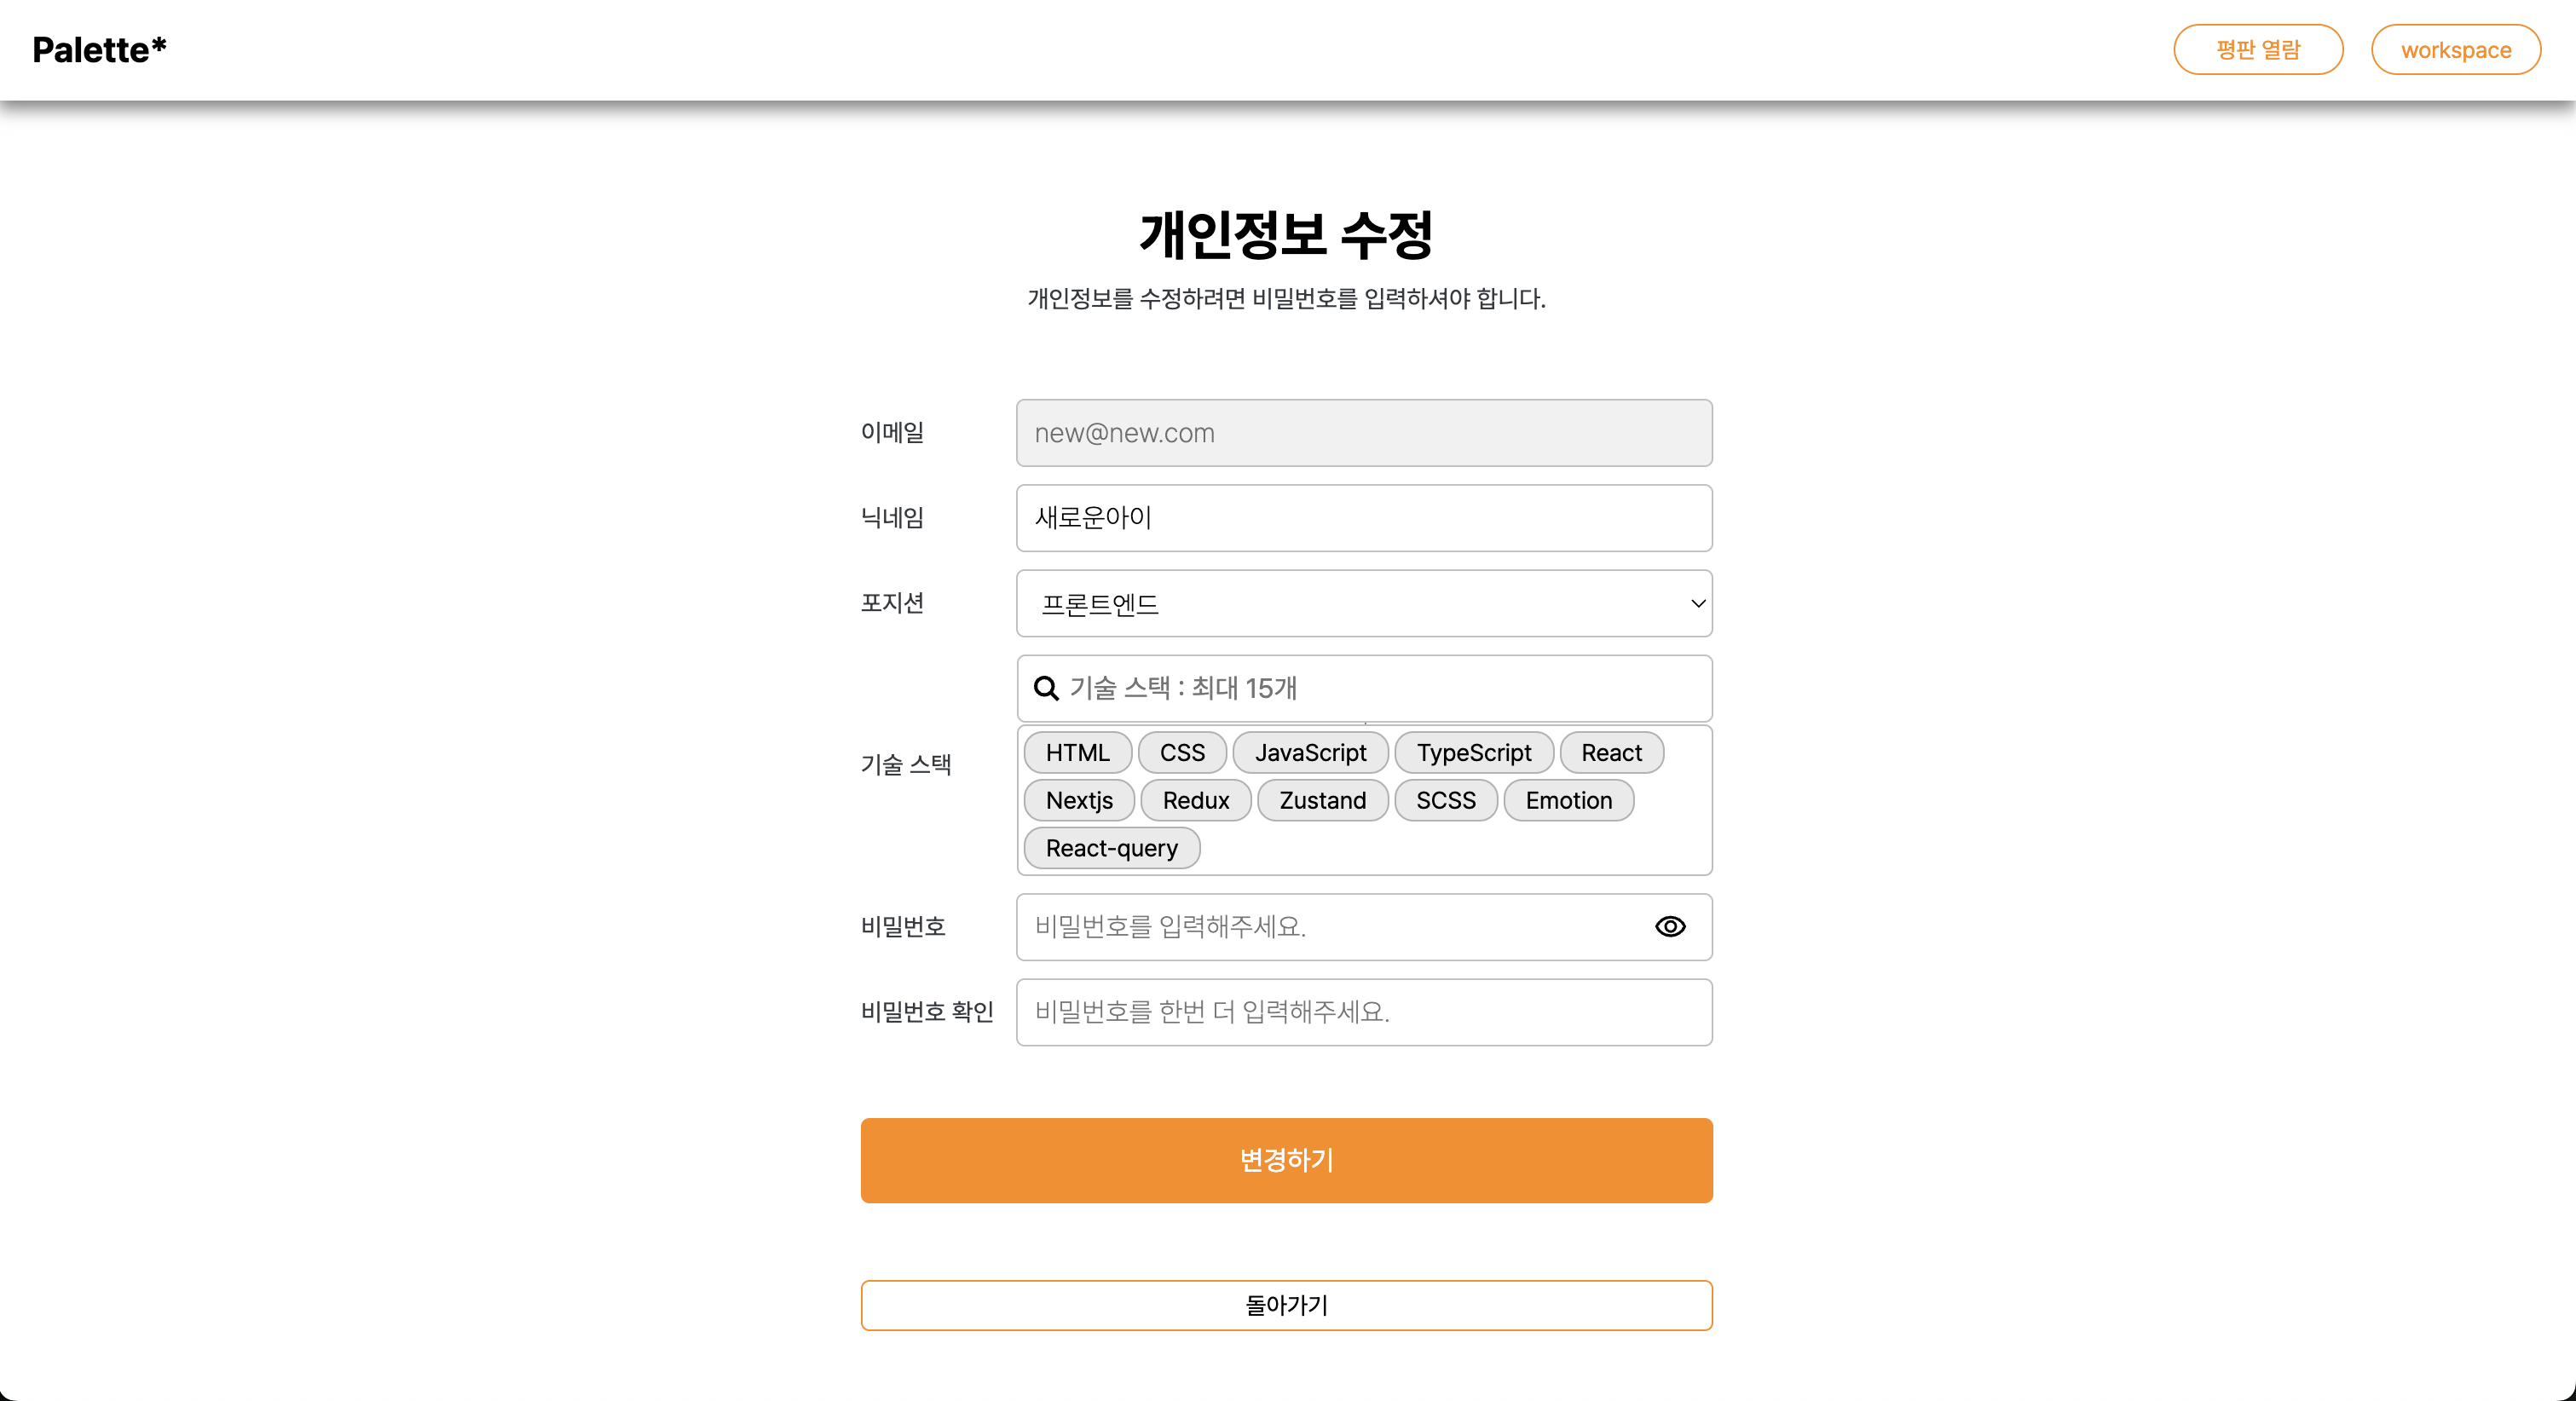 Palette*
평판 열람
workspace
개인정보 수정
개인정보를 수정하려면 비밀번호를 입력하셔야 합니다.
이메일
new@new.com
닉네임
새로운아이
포지션
프론트엔드
기술 스택 : 최대 15개
기술 스택
HTML CSS JavaScript TypeScript React
Nextjs Redux Zustand SCSS Emotion
React-query
비밀번호
비밀번호를 입력해주세요.
비밀번호 확인
비밀번호를 한번 더 입력해주세요.
변경하기
돌아가기